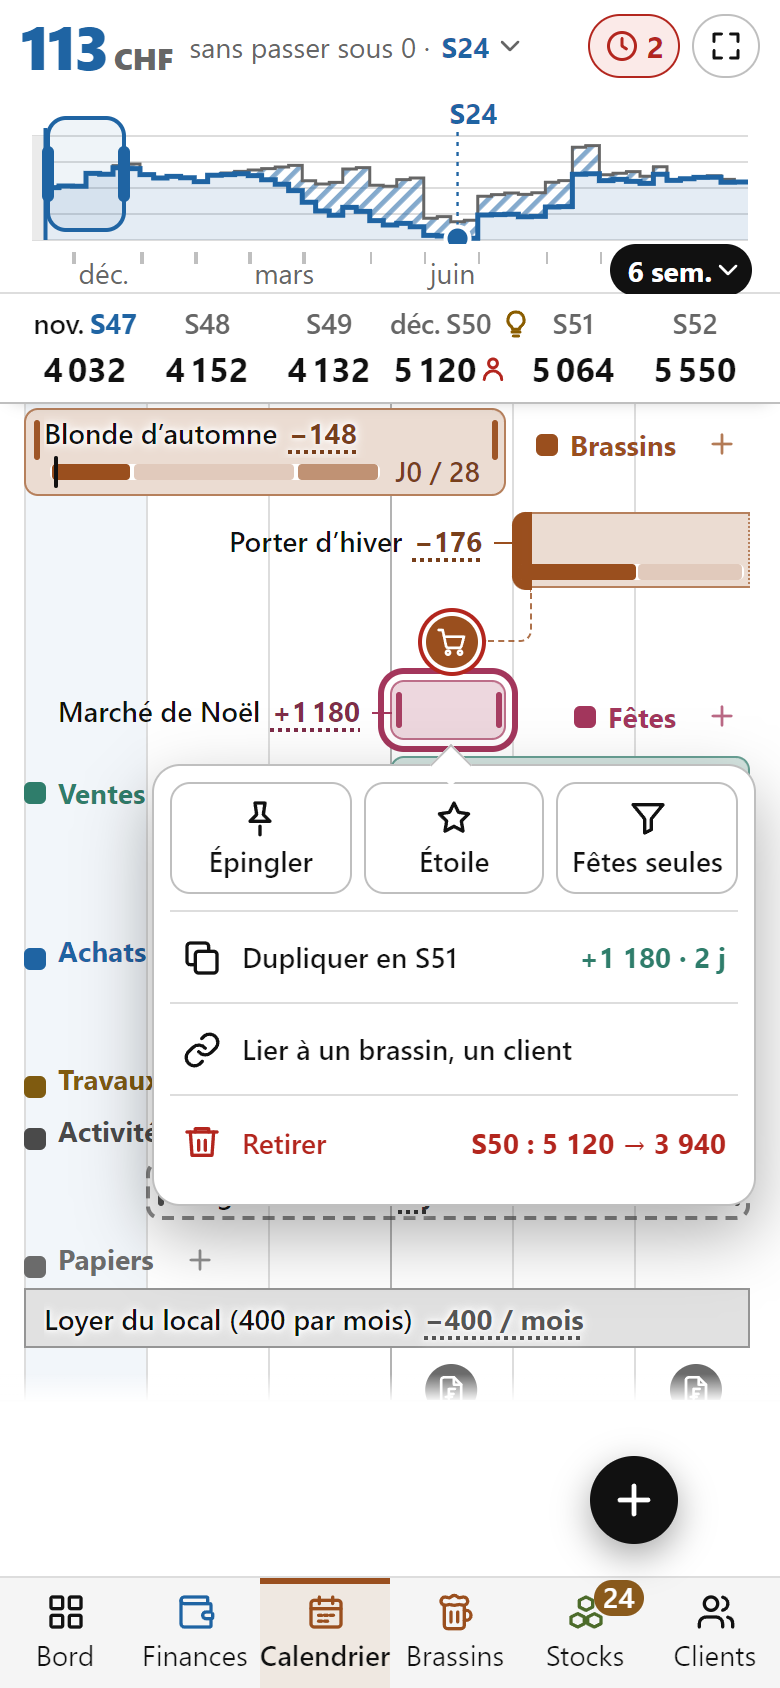 113 CHF sans passer sous 0 · S24
2
S24
déc. mars juin
6 sem.
nov. S47 S48 S49 déc. S50 S51 S52
4 032 4 152 4 132 5 120 5 064 5 550
Blonde d’automne −148
J0 / 28
Brassins +
Porter d’hiver −176
Marché de Noël +1 180
Fêtes +
Ventes
Épingler Étoile Fêtes seules
Achats
Dupliquer en S51 +1 180 · 2 j
Lier à un brassin, un client
Travaux
Activité
Retirer S50 : 5 120 → 3 940
Papiers +
Loyer du local (400 par mois) −400 / mois
+
24
Bord Finances Calendrier Brassins Stocks Clients